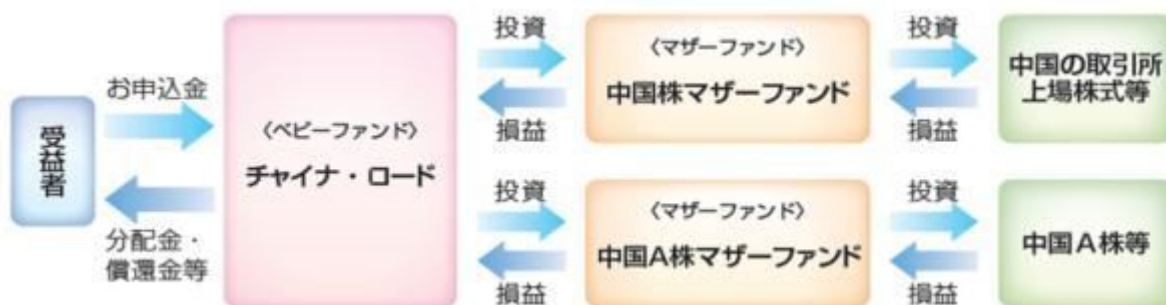 受益者
お申込金
分配金・
償還金等
〈ベビーファンド〉
チャイナ・ロード
投資
損益
〈マザーファンド〉
中国株マザーファンド
投資
損益
中国の取引所
上場株式等
投資
損益
〈マザーファンド〉
中国A株マザーファンド
投資
損益
中国A株等